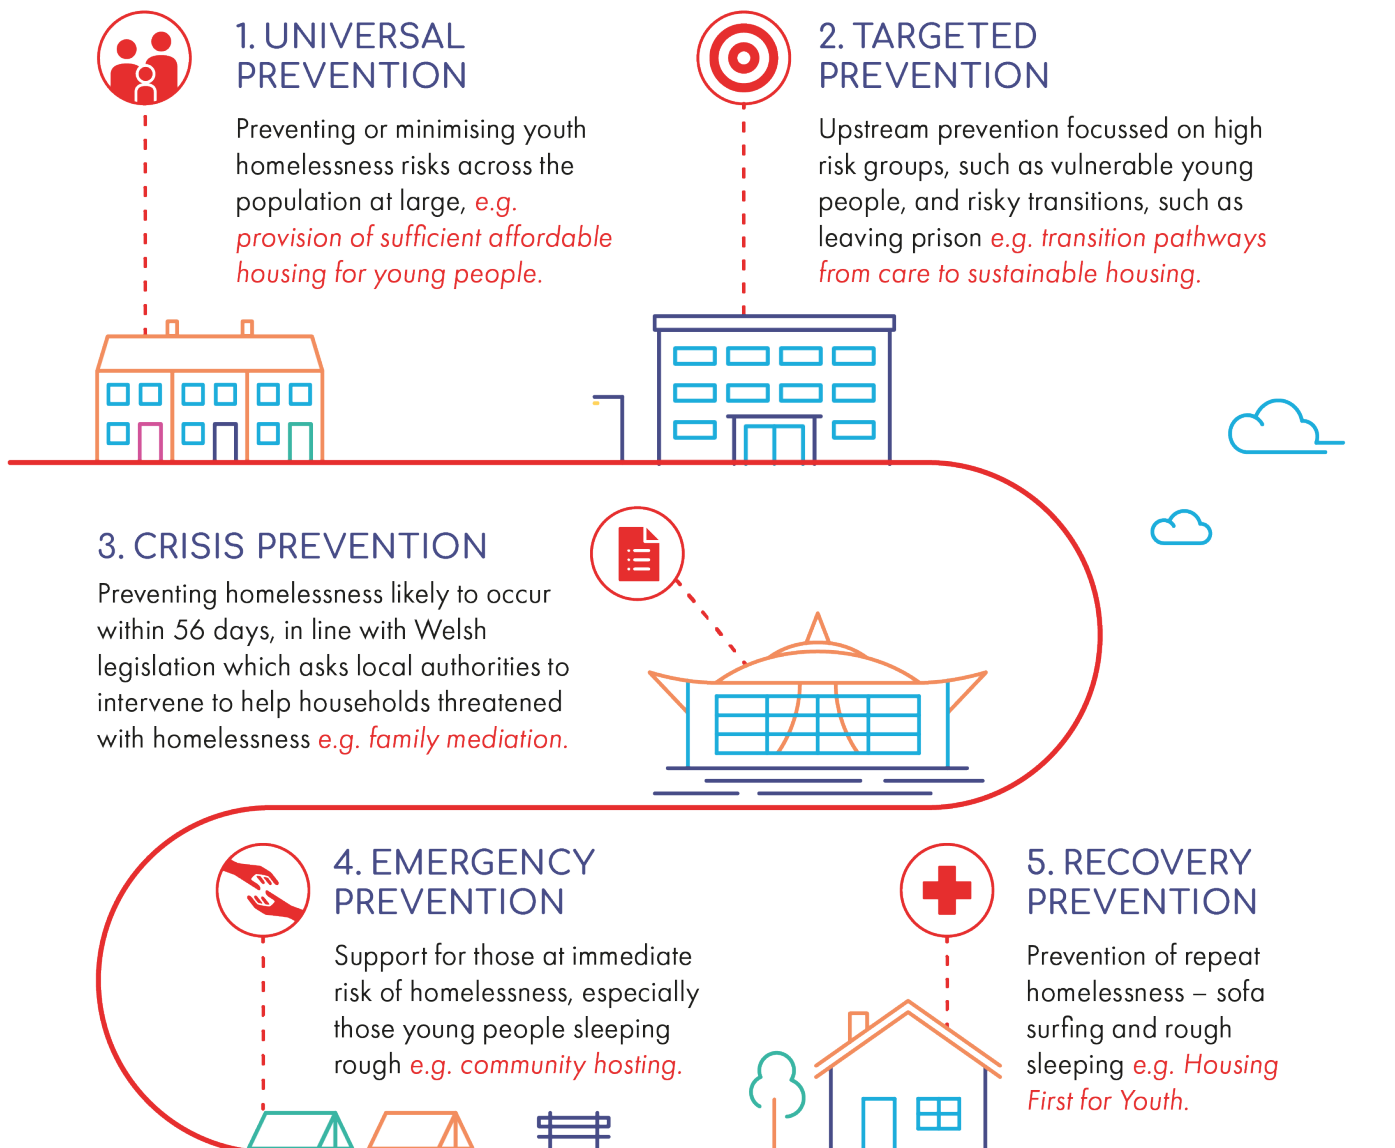 1. UNIVERSAL
PREVENTION
Preventing or minimising youth
homelessness risks across the
population at large, e.g.
provision of sufficient affordable
housing for young people.
2. TARGETED
PREVENTION
Upstream prevention focussed on high
risk groups, such as vulnerable young
people, and risky transitions, such as
leaving prison e.g. transition pathways
from care to sustainable housing.
3. CRISIS PREVENTION
Preventing homelessness likely to occur
within 56 days, in line with Welsh
legislation which asks local authorities to
intervene to help households threatened
with homelessness e.g. family mediation.
4. EMERGENCY
PREVENTION
Support for those at immediate
risk of homelessness, especially
those young people sleeping
rough e.g. community hosting.
5. RECOVERY
PREVENTION
Prevention of repeat
homelessness – sofa
surfing and rough
sleeping e.g. Housing
First for Youth.